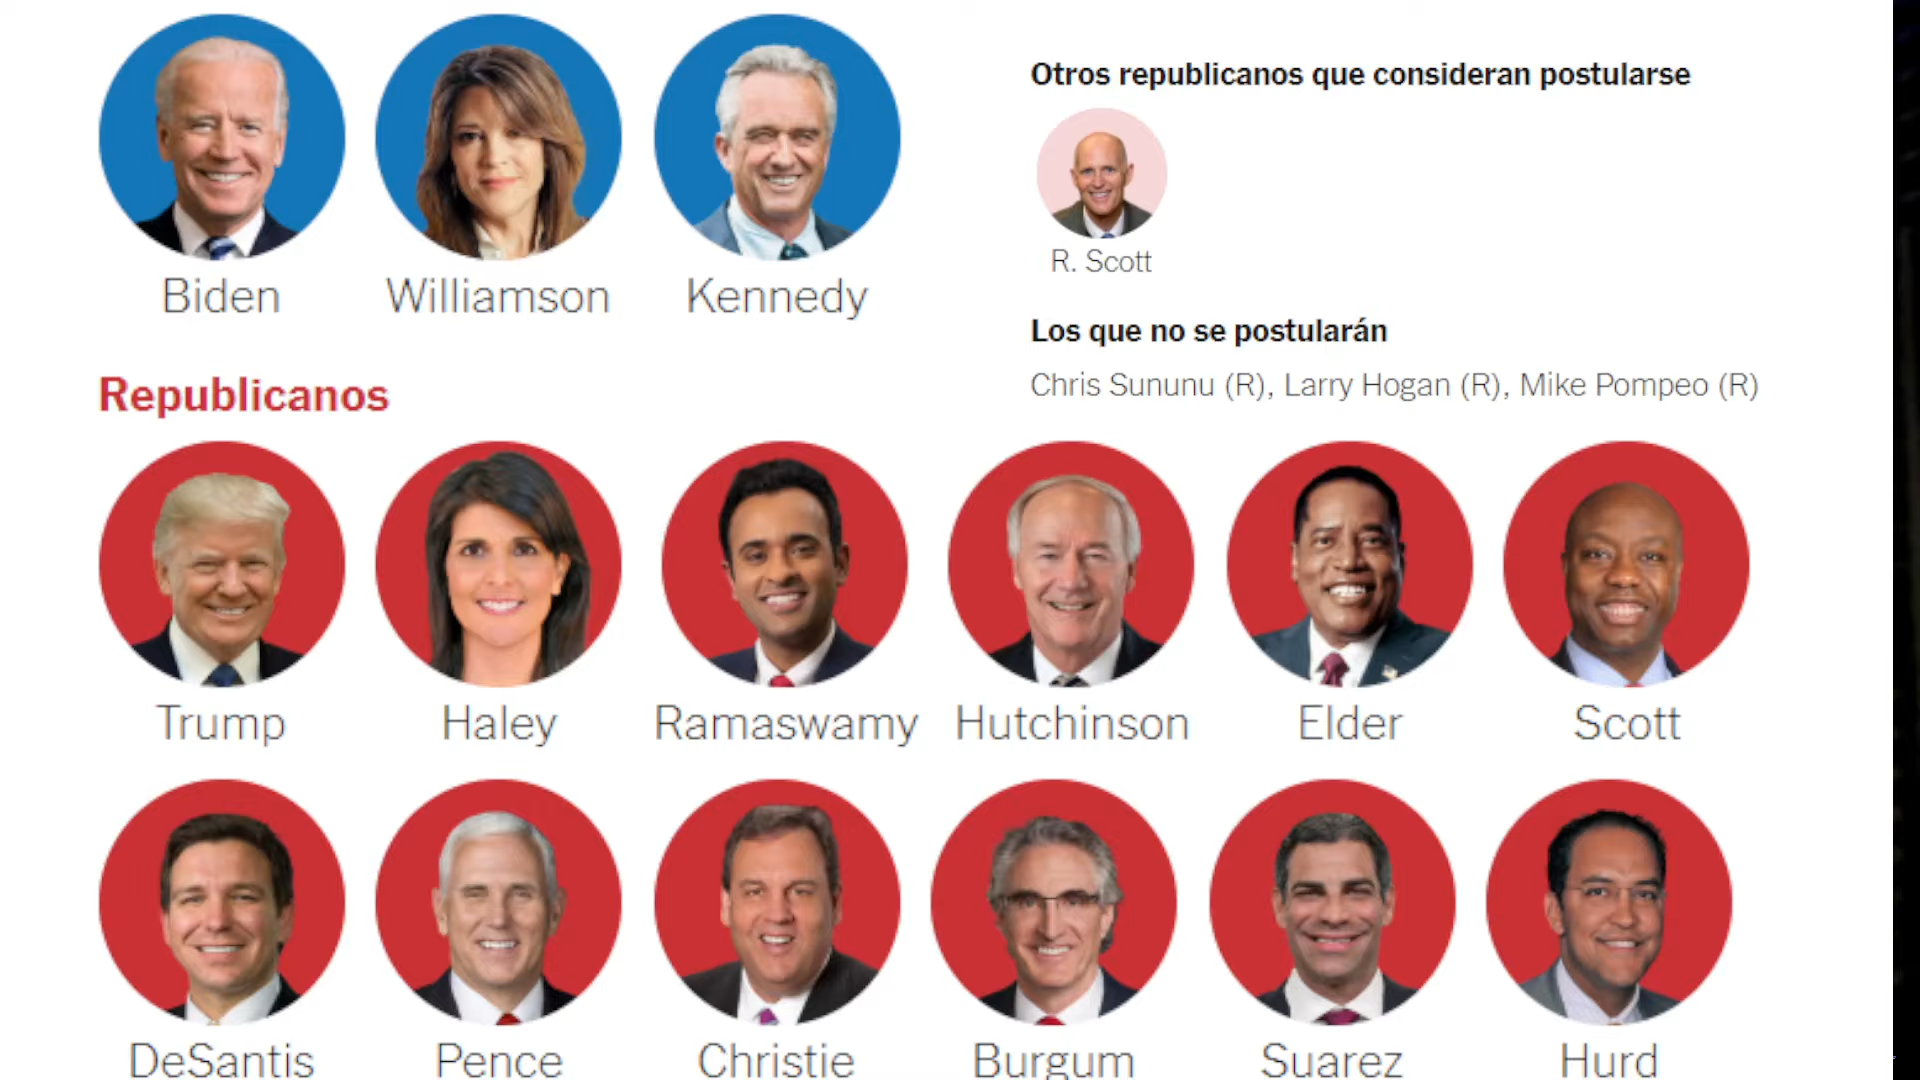 Biden Williamson Kennedy
Otros republicanos que consideran postularse
R. Scott
Los que no se postularán
Chris Sununu (R), Larry Hogan (R), Mike Pompeo (R)
Republicanos
Trump Haley Ramaswamy Hutchinson Elder Scott
DeSantis Pence Christie Burgum Suarez Hurd